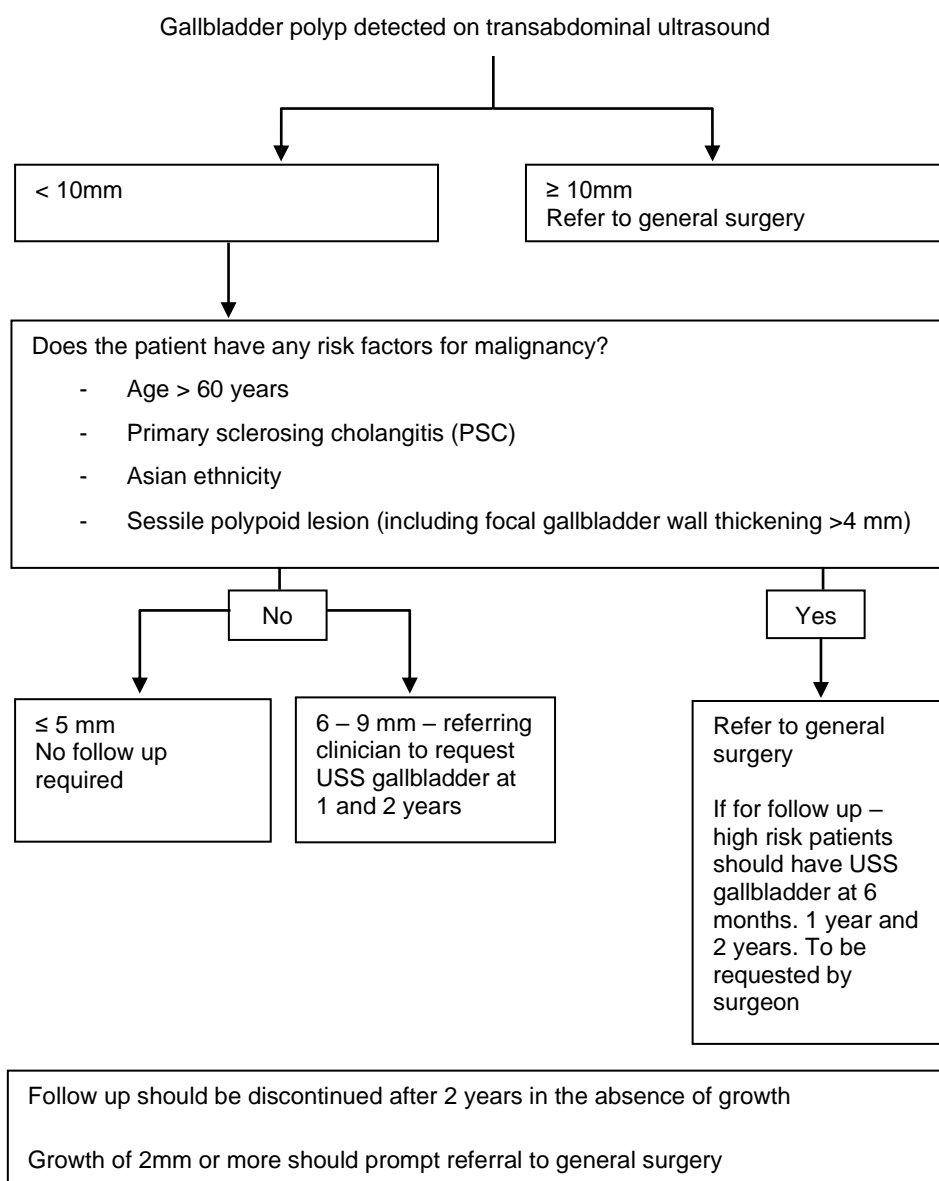 Gallbladder polyp detected on transabdominal ultrasound
< 10mm
≥ 10mm
Refer to general surgery
Does the patient have any risk factors for malignancy?
- Age > 60 years
- Primary sclerosing cholangitis (PSC)
- Asian ethnicity
- Sessile polypoid lesion (including focal gallbladder wall thickening >4 mm)
No
Yes
≤ 5 mm
No follow up
required
6 – 9 mm – referring
clinician to request
USS gallbladder at
1 and 2 years
Refer to general
surgery
If for follow up –
high risk patients
should have USS
gallbladder at 6
months. 1 year and
2 years. To be
requested by
surgeon
Follow up should be discontinued after 2 years in the absence of growth
Growth of 2mm or more should prompt referral to general surgery